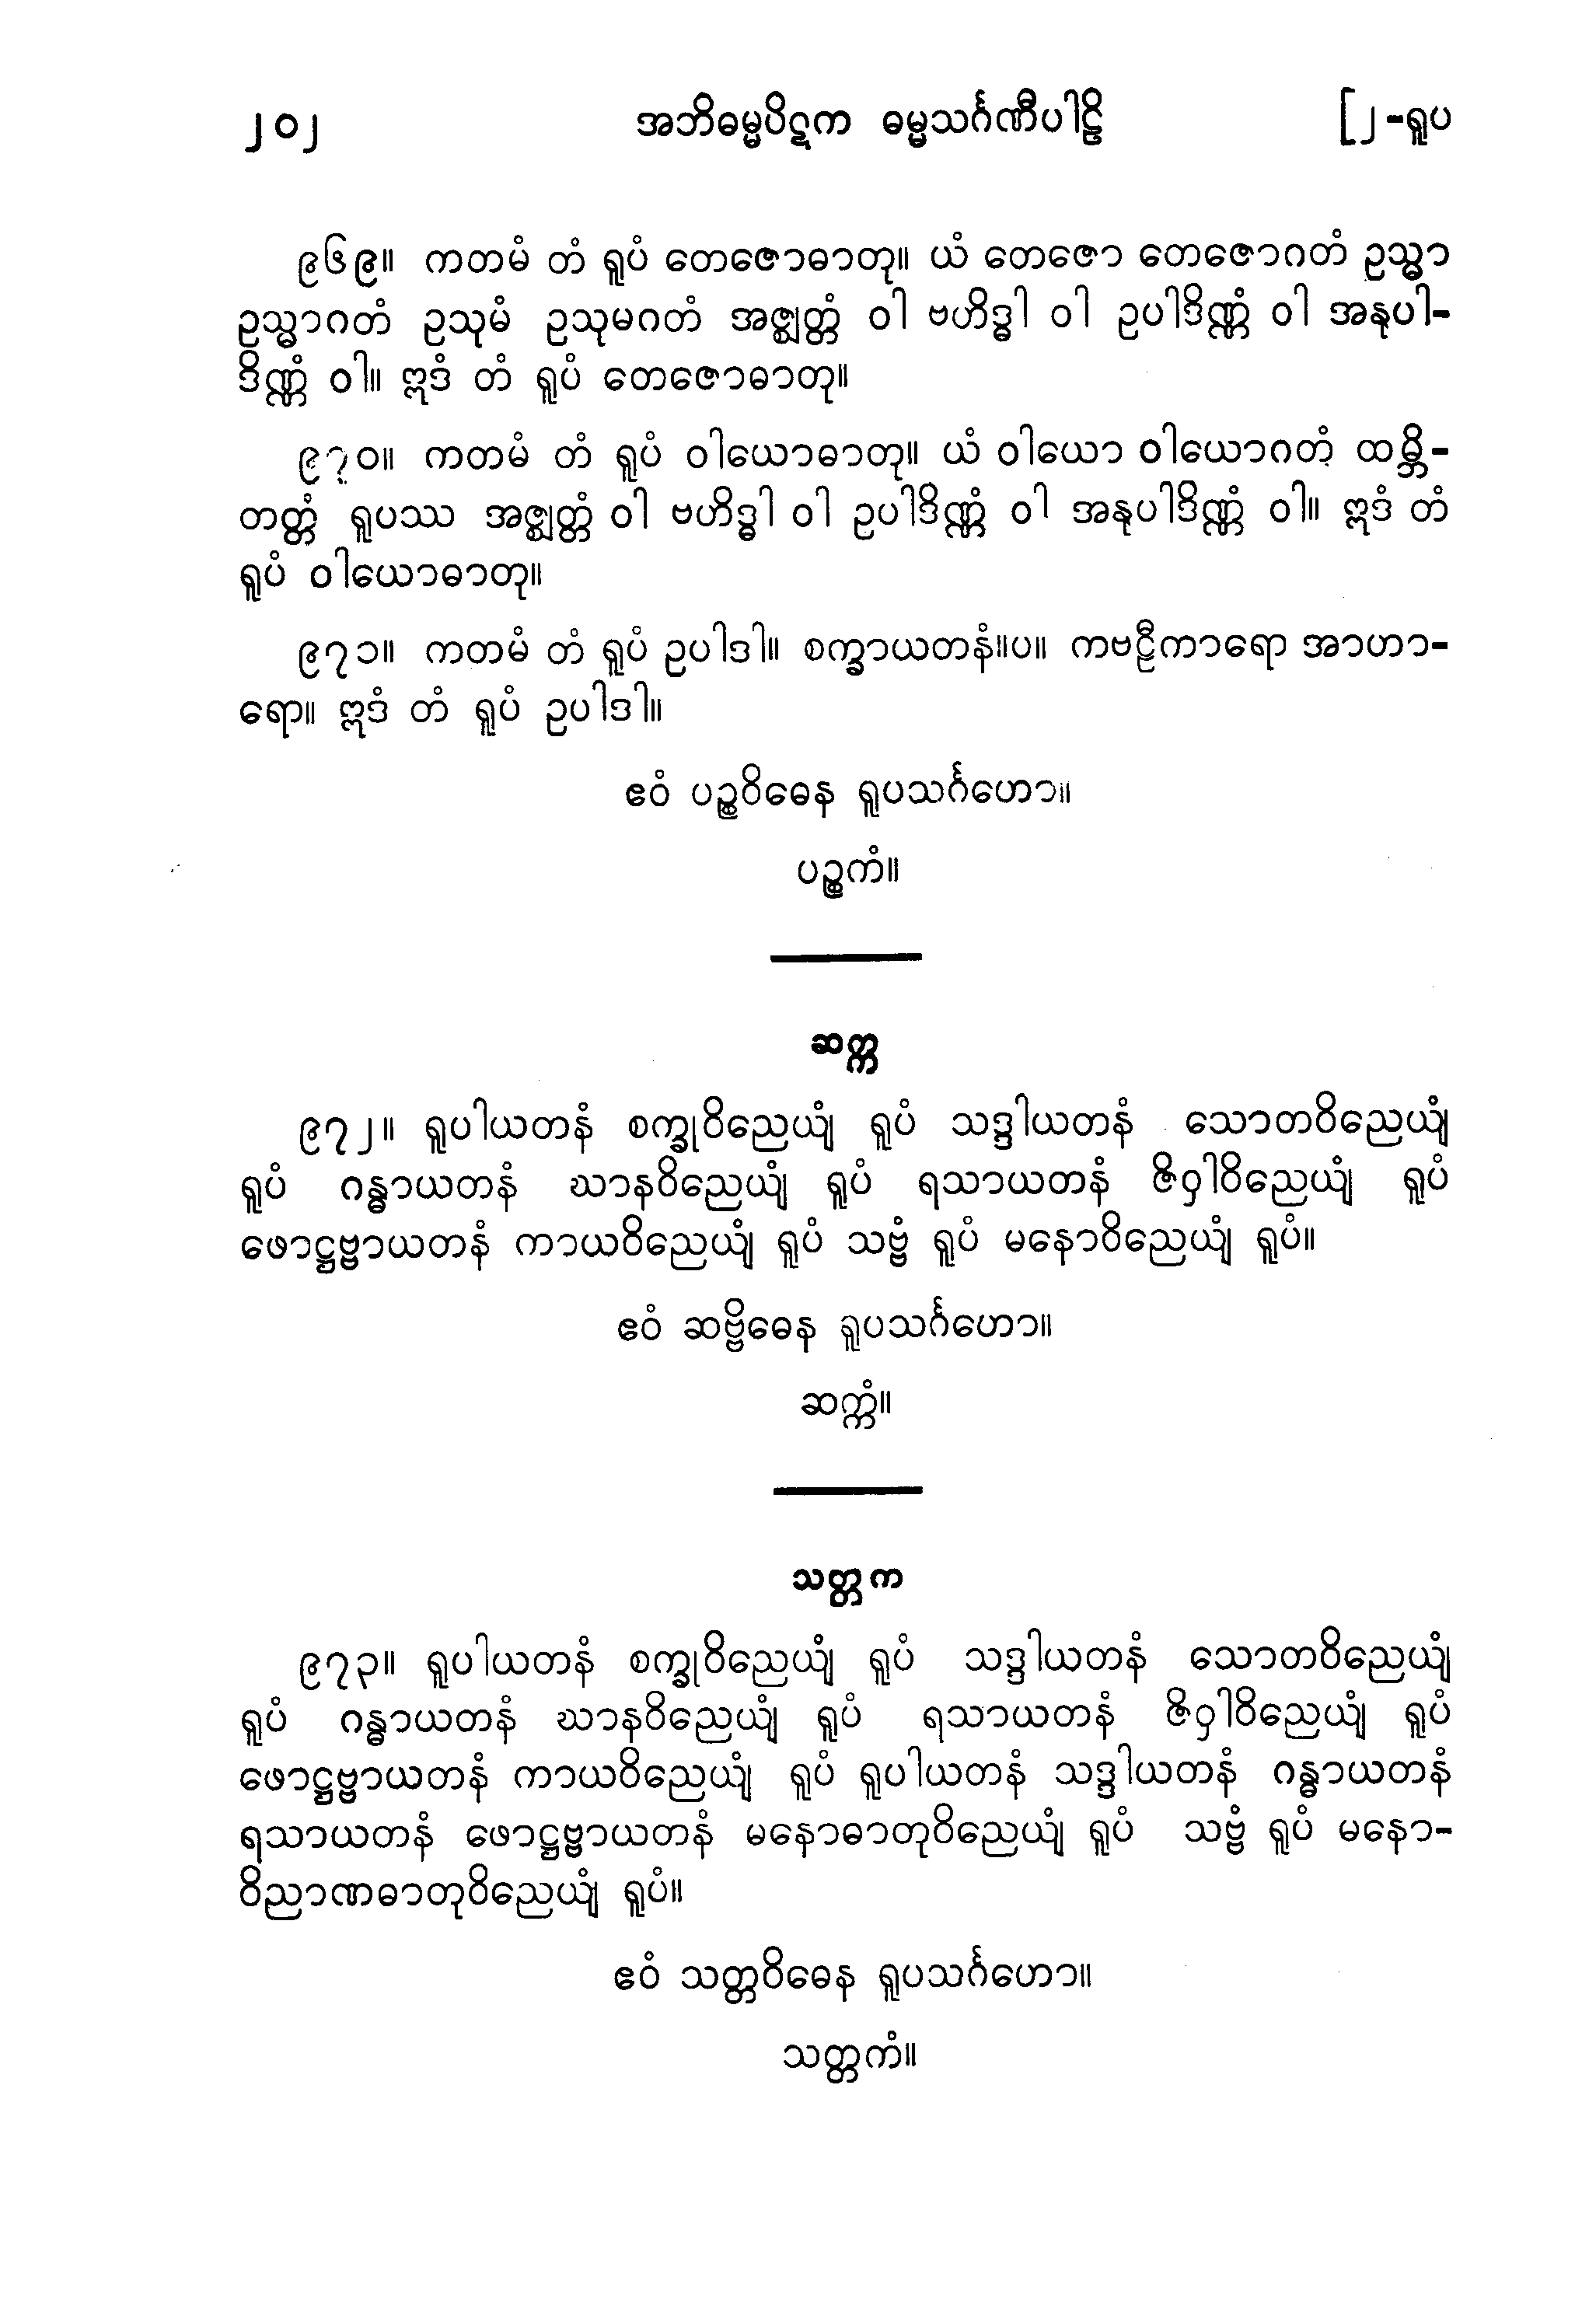 ၂၀၂ အဘိဓမ္မပိဋက ဓမ္မသင်္ဂဏီပါဠိ [၂-ရူပ
၉၆၉။ ကတမံ တံ ရူပံ တေဇောဓာတု။ ယံ တေဇော တေဇောဂတံ ဥသ္မာ
ဥသ္မာဂတံ ဥသုမံ ဥသုမဂတံ အဇ္ဈတ္တံ ဝါ ဗဟိဒ္ဓါ ဝါ ဥပါဒိဏ္ဏံ ဝါ အနုပါ-
ဒိဏ္ဏံ ဝါ။ ဣဒံ တံ ရူပံ တေဇောဓာတု။
၉၇၀။ ကတမံ တံ ရူပံ ဝါယောဓာတု။ ယံ ဝါယော ဝါယောဂတံ ထမ္ဘိ-
တတ္တံ ရူပဿ အဇ္ဈတ္တံ ဝါ ဗဟိဒ္ဓါ ဝါ ဥပါဒိဏ္ဏံ ဝါ အနုပါဒိဏ္ဏံ ဝါ။ ဣဒံ တံ
ရူပံ ဝါယောဓာတု။
၉၇၁။ ကတမံ တံ ရူပံ ဥပါဒါ။ စက္ခာယတနံ။ပ။ ကဗဠီကာရော အာဟာ-
ရော။ ဣဒံ တံ ရူပံ ဥပါဒါ။
ဧဝံ ပဉ္စဝိဓေန ရူပသင်္ဂဟော။
ပဉ္စကံ။
ဆက္က
၉၇၂။ ရူပါယတနံ စက္ခုဝိညေယျံ ရူပံ သဒ္ဒါယတနံ သောတဝိညေယျံ
ရူပံ ဂန္ဓာယတနံ ဃာနဝိညေယျံ ရူပံ ရသာယတနံ ဇိဝှါဝိညေယျံ ရူပံ
ဖောဋ္ဌဗ္ဗာယတနံ ကာယဝိညေယျံ ရူပံ သဗ္ဗံ ရူပံ မနောဝိညေယျံ ရူပံ။
ဧဝံ ဆဗ္ဗိဓေန ရူပသင်္ဂဟော။
ဆက္ကံ။
သတ္တက
၉၇၃။ ရူပါယတနံ စက္ခုဝိညေယျံ ရူပံ သဒ္ဒါယတနံ သောတဝိညေယျံ
ရူပံ ဂန္ဓာယတနံ ဃာနဝိညေယျံ ရူပံ ရသာယတနံ ဇိဝှါဝိညေယျံ ရူပံ
ဖောဋ္ဌဗ္ဗာယတနံ ကာယဝိညေယျံ ရူပံ ရူပါယတနံ သဒ္ဒါယတနံ ဂန္ဓာယတနံ
ရသာယတနံ ဖောဋ္ဌဗ္ဗာယတနံ မနောဓာတုဝိညေယျံ ရူပံ သဗ္ဗံ ရူပံ မနော-
ဝိညာဏဓာတုဝိညေယျံ ရူပံ။
ဧဝံ သတ္တဝိဓေန ရူပသင်္ဂဟော။
သတ္တကံ။